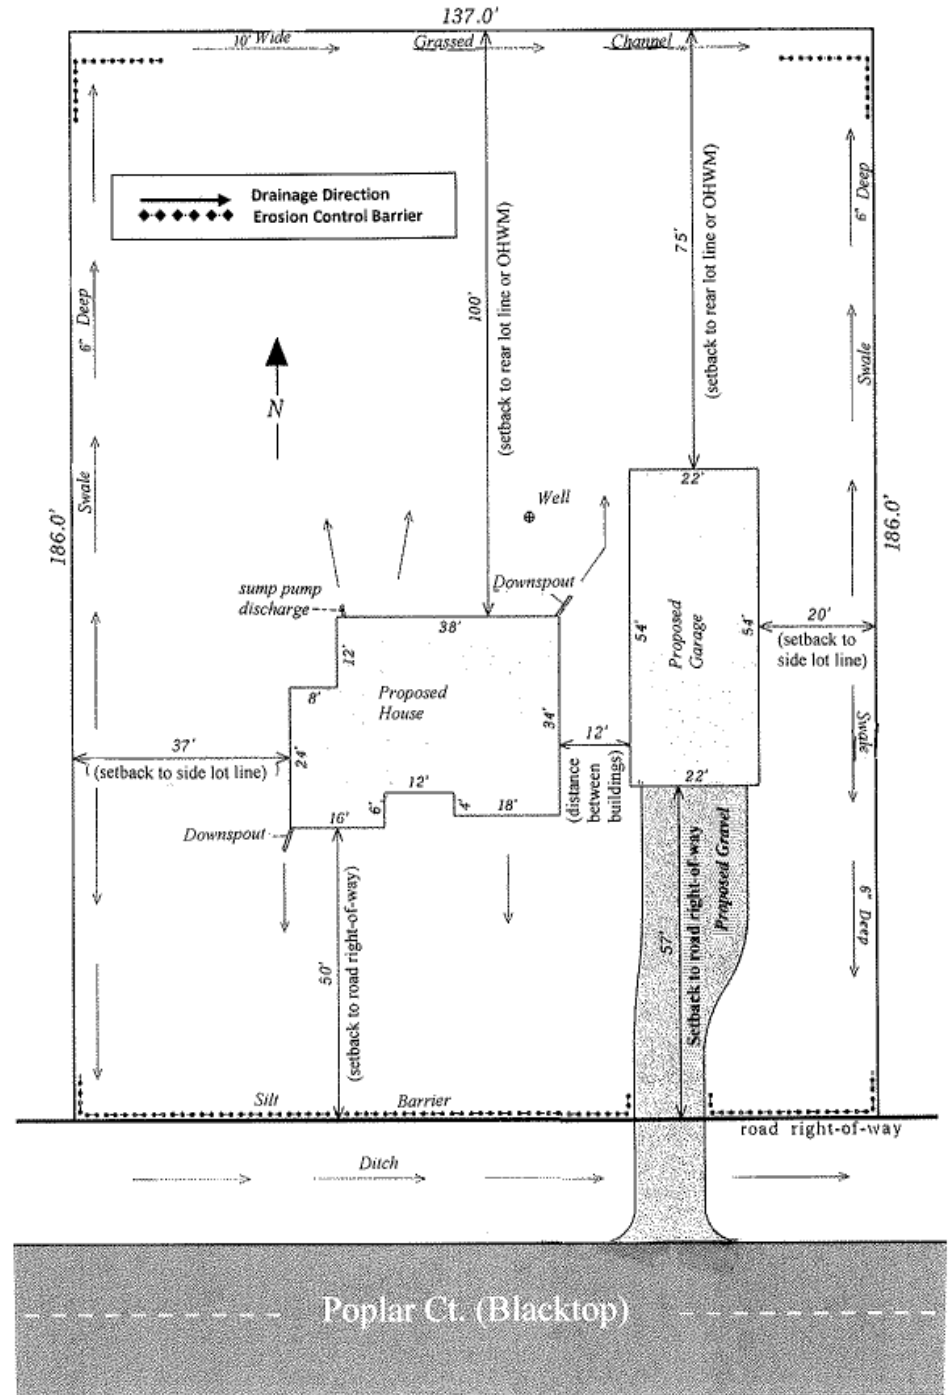 137.0'
10' Wide Grassed Channel
Drainage Direction
Erosion Control Barrier
6" Deep
Swale
186.0'
N
100'
(setback to rear lot line or OHWM)
75'
(setback to rear lot line or OHWM)
6" Deep
Swale
186.0'
Well
22'
sump pump
discharge
Downspout
38'
12'
8'
Proposed
House
34'
24'
54'
Proposed
Garage
54'
20'
(setback to
side lot line)
37'
(setback to side lot line)
12'
(distance
between
buildings)
12'
6'
4'
18'
16'
22'
Downspout
Swale
6" Deep
50'
(setback to road right-of-way)
57'
Setback to road right-of-way
Proposed Gravel
Silt Barrier
road right-of-way
Ditch
Poplar Ct. (Blacktop)